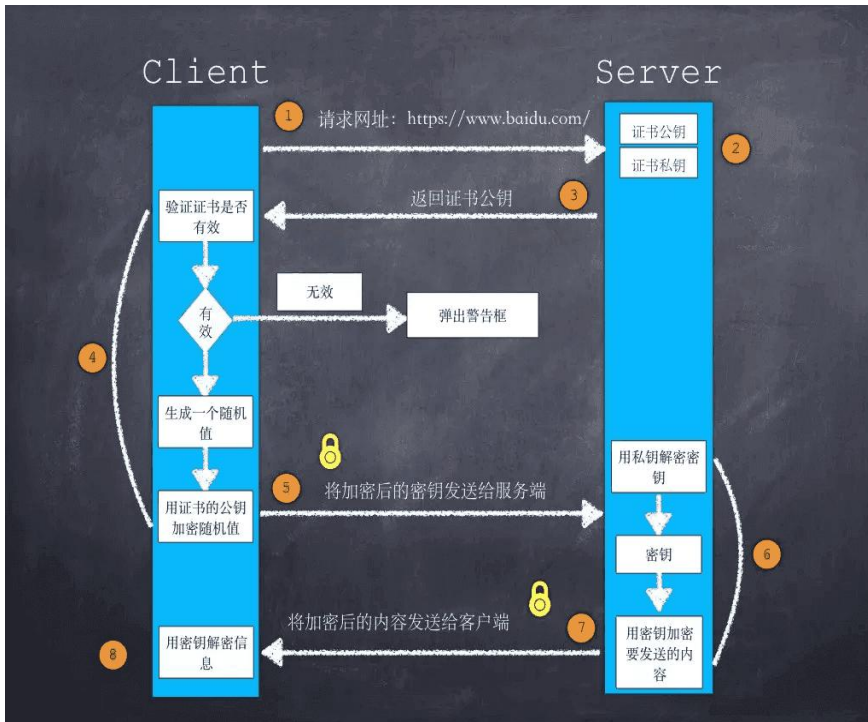 Client
Server
1
请求网址：https://www.baidu.com/
证书公钥
证书私钥
2
返回证书公钥
3
验证证书是否
有效
有
效
无效
弹出警告框
4
生成一个随机
值
用证书的公钥
加密随机值
5
将加密后的密钥发送给服务端
用私钥解密密
钥
密钥
6
用密钥加密
要发送的内
容
7
将加密后的内容发送给客户端
8
用密钥解密信
息